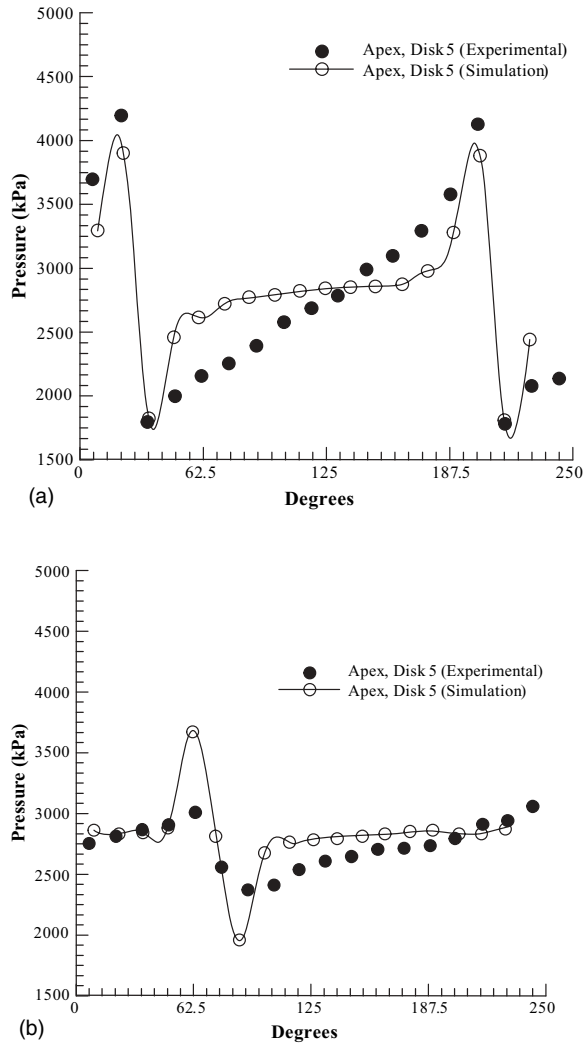 5000
4500
4000
3500
3000
2500
2000
1500
Pressure (kPa)
Apex, Disk 5 (Experimental)
Apex, Disk 5 (Simulation)
0
62.5
125
187.5
250
Degrees
(a)
5000
4500
4000
3500
3000
2500
2000
1500
Pressure (kPa)
Apex, Disk 5 (Experimental)
Apex, Disk 5 (Simulation)
0
62.5
125
187.5
250
Degrees
(b)